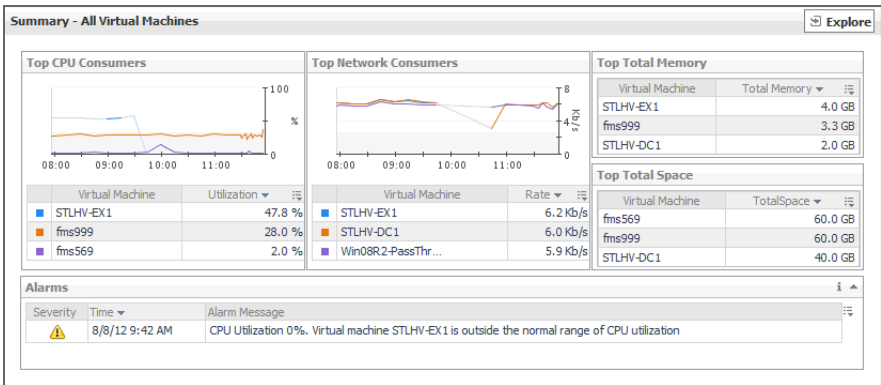 Summary - All Virtual Machines
Explore
Top CPU Consumers
100
%
0
08:00 09:00 10:00 11:00
Virtual Machine Utilization
STLHV-EX1 47.8 %
fms999 28.0 %
fms569 2.0 %
Top Network Consumers
8
4
Kb/s
0
08:00 09:00 10:00 11:00
Virtual Machine Rate
STLHV-EX1 6.2 Kb/s
STLHV-DC1 6.0 Kb/s
Win08R2-PassThr... 5.9 Kb/s
Top Total Memory
Virtual Machine Total Memory
STLHV-EX1 4.0 GB
fms999 3.3 GB
STLHV-DC1 2.0 GB
Top Total Space
Virtual Machine TotalSpace
fms569 60.0 GB
fms999 60.0 GB
STLHV-DC1 40.0 GB
Alarms
Severity Time Alarm Message
8/8/12 9:42 AM CPU Utilization 0%. Virtual machine STLHV-EX1 is outside the normal range of CPU utilization